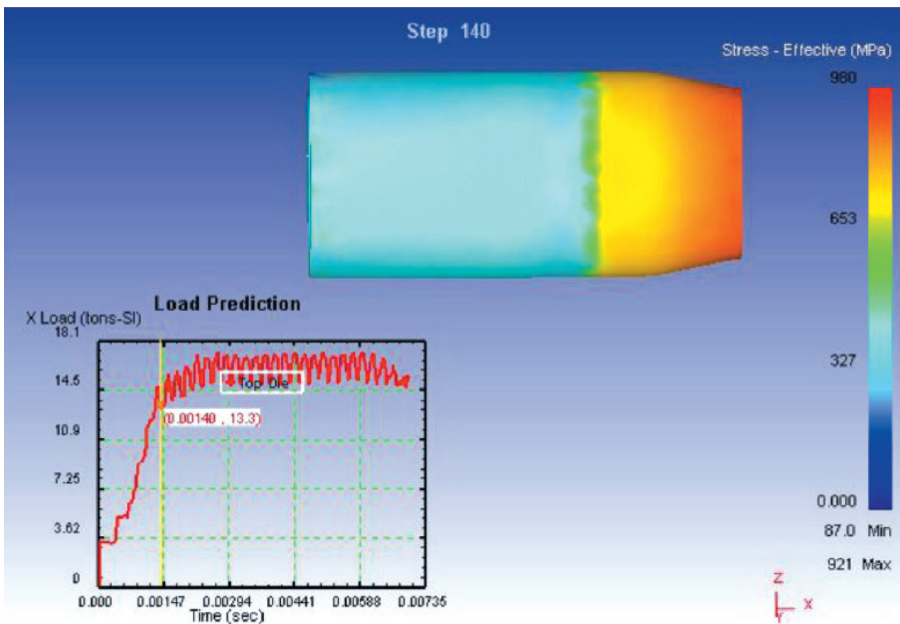 Step 140
Stress - Effective (MPa)
980
653
327
0.000
87.0 Min
921 Max
Load Prediction
X Load (tons-SI)
18.1
14.5
10.9
7.25
3.62
0
Top Die
(0.00140 , 13.3)
0.000 0.00147 0.00294 0.00441 0.00588 0.00735
Time (sec)
Z
X
Y